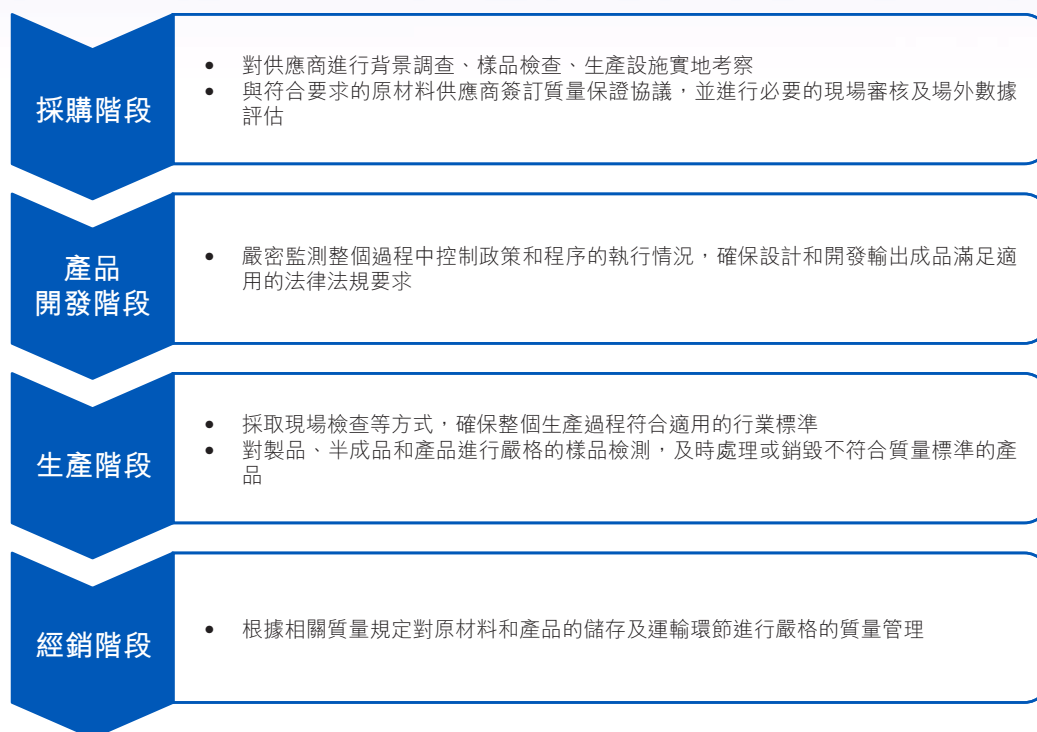 採購階段
• 對供應商進行背景調查、樣品檢查、生產設施實地考察
• 與符合要求的原材料供應商簽訂質量保證協議，並進行必要的現場審核及場外數據
評估
產品
開發階段
• 嚴密監測整個過程中控制政策和程序的執行情況，確保設計和開發輸出成品滿足適
用的法律法規要求
生產階段
• 採取現場檢查等方式，確保整個生產過程符合適用的行業標準
• 對製品、半成品和產品進行嚴格的樣品檢測，及時處理或銷毀不符合質量標準的產
品
經銷階段
• 根據相關質量規定對原材料和產品的儲存及運輸環節進行嚴格的質量管理